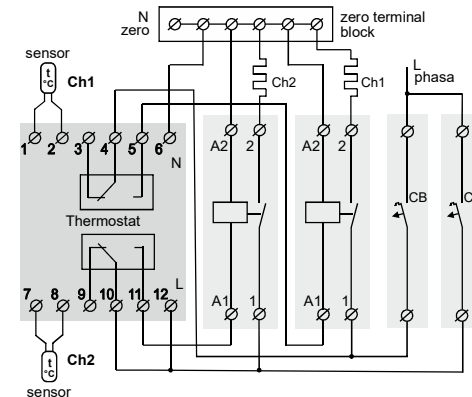 N
zero
zero terminal
block
sensor
t
°C
Ch1
Ch2
Ch1
L
phasa
1 2 3 4 5 6
N
A2 2
A2 2
Thermostat
CB
C
L
7 8 9 10 11 12
A1 1
A1 1
t
°C
Ch2
sensor